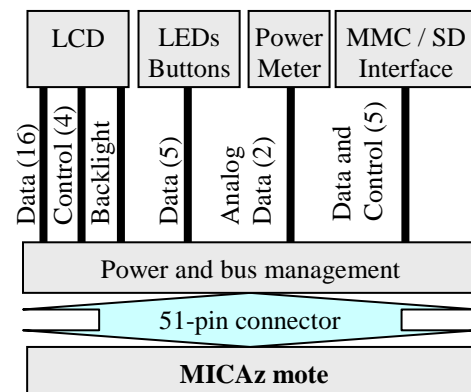 LCD
LEDs
Buttons
Power
Meter
MMC / SD
Interface
Data (16)
Control (4)
Backlight
Data (5)
Analog
Data (2)
Data and
Control (5)
Power and bus management
51-pin connector
MICAz mote